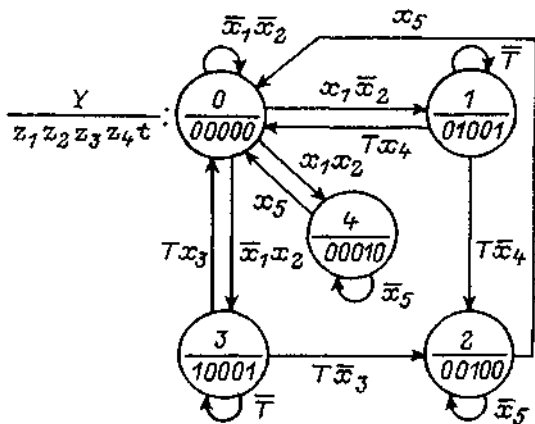 x̅₁x̅₂
x₅
T̅
Y
z₁z₂z₃z₄t :
0
00000
x₁x̅₂
1
01001
Tx₄
x₁x₂
x₅
4
00010
Tx₃
x̅₁x₂
Tx̅₄
x̅₅
3
10001
Tx̅₃
2
00100
T̅
x̅₅